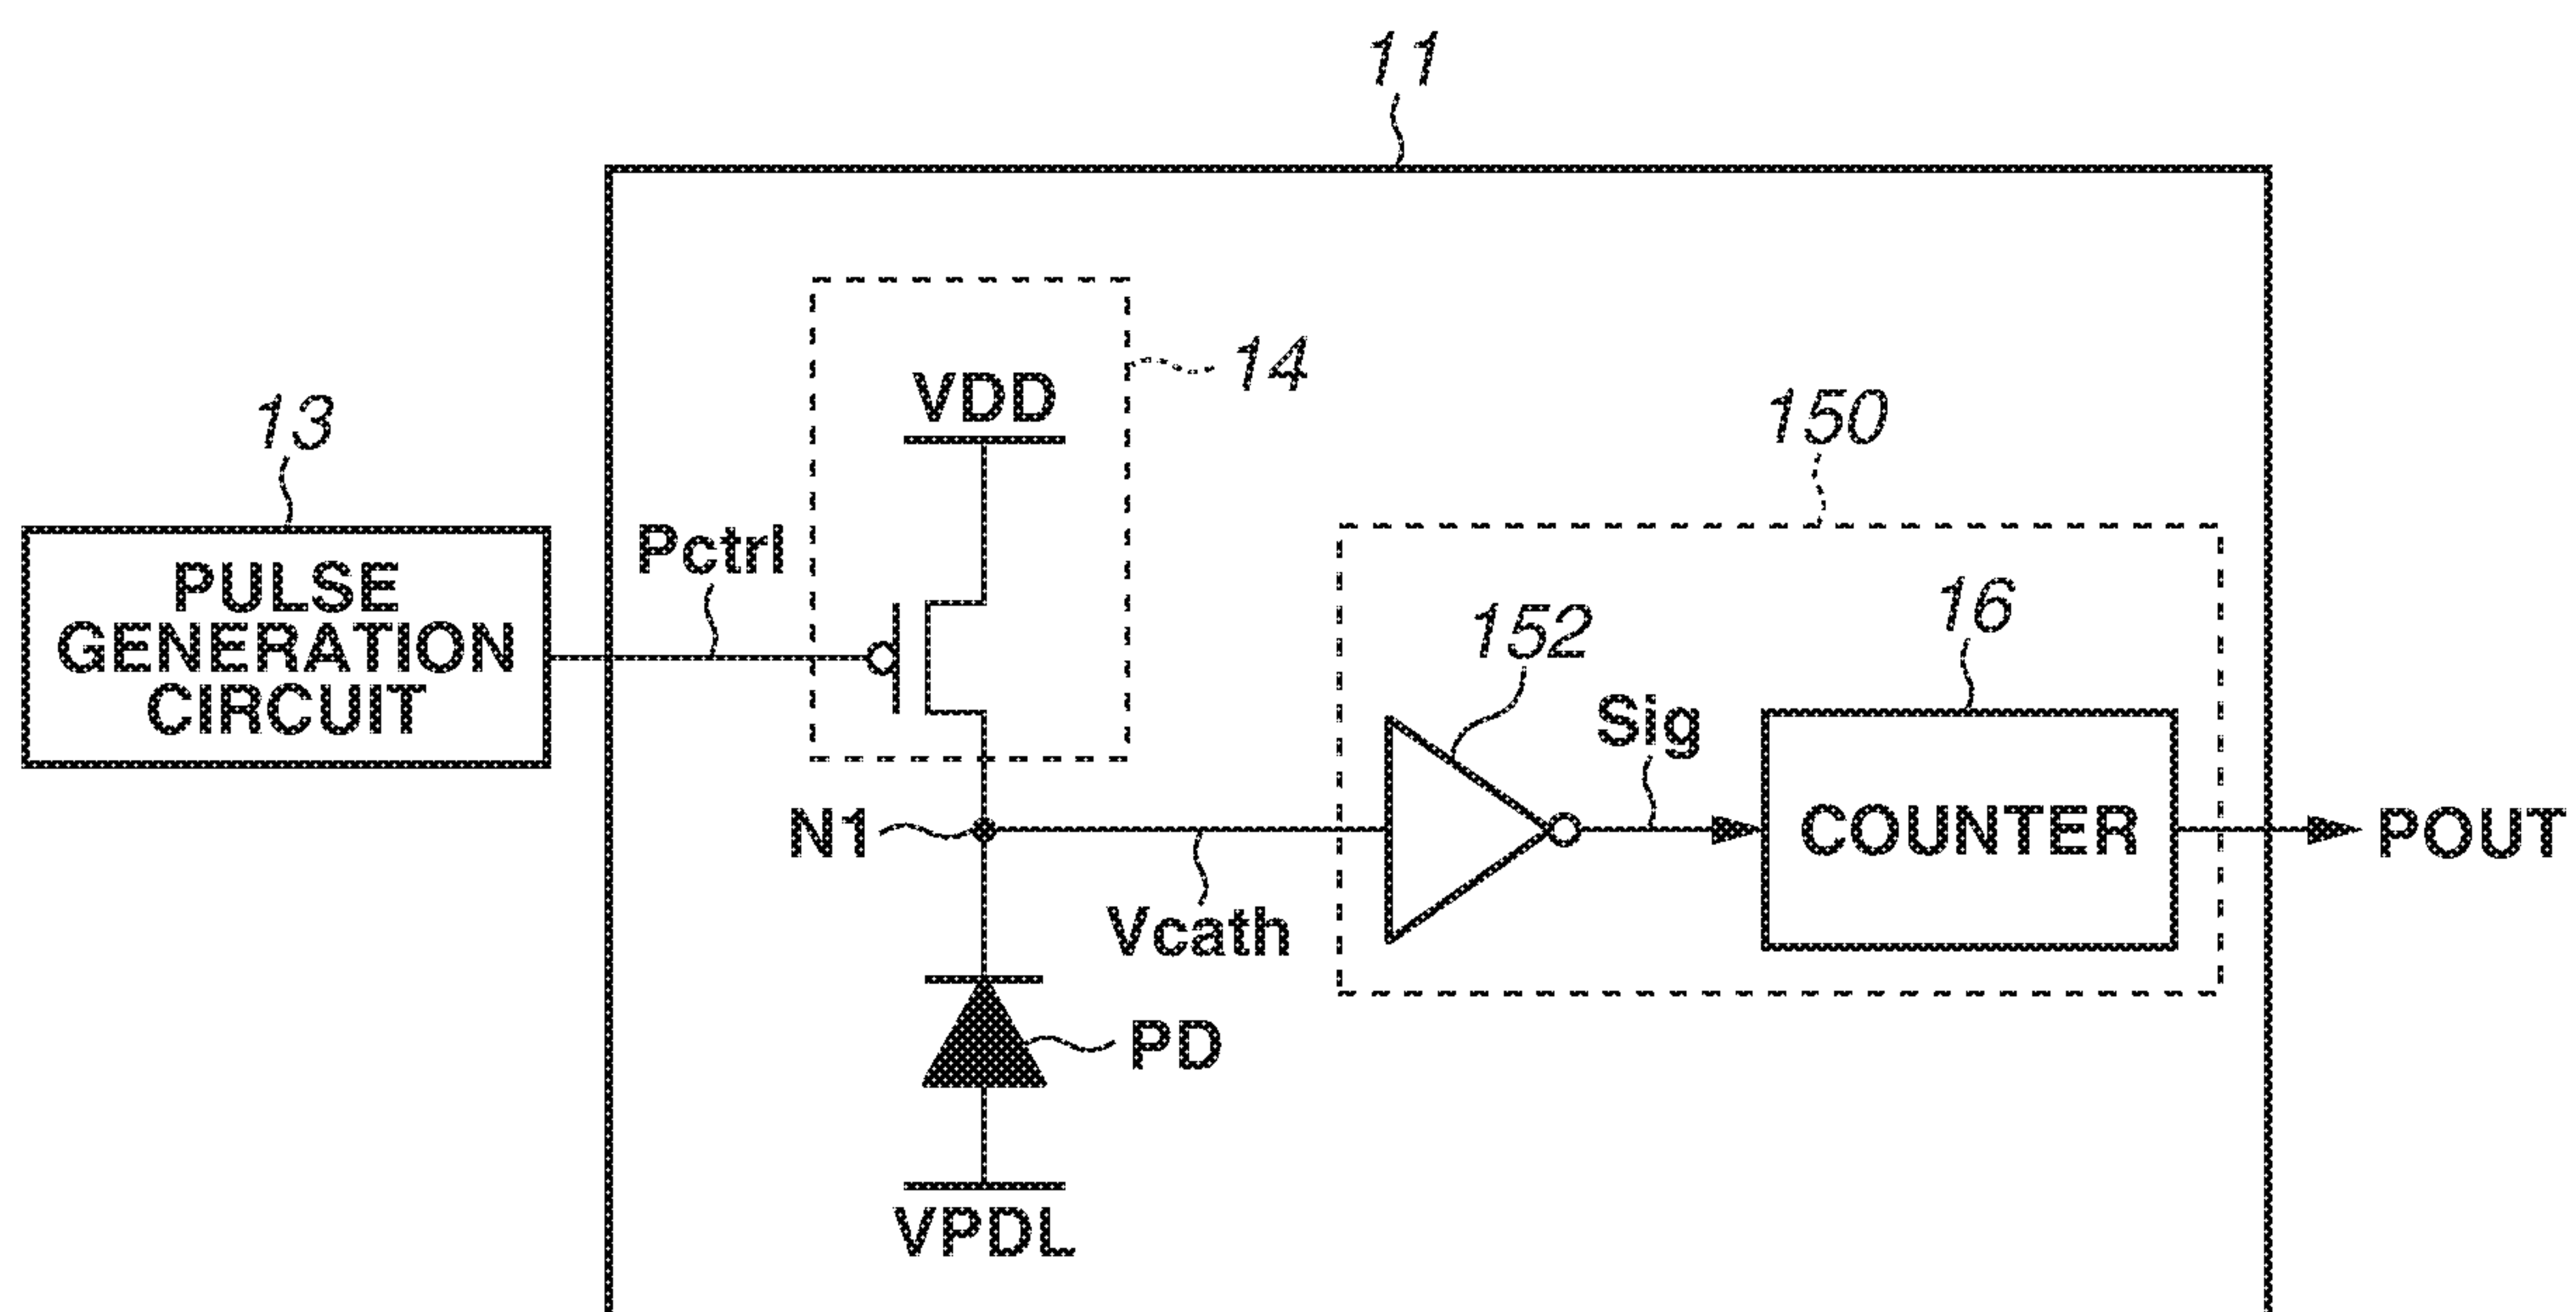 11
14
VDD
13
150
PULSE
GENERATION
CIRCUIT
Pctrl
152
16
Sig
COUNTER
POUT
N1
Vcath
PD
VPDL